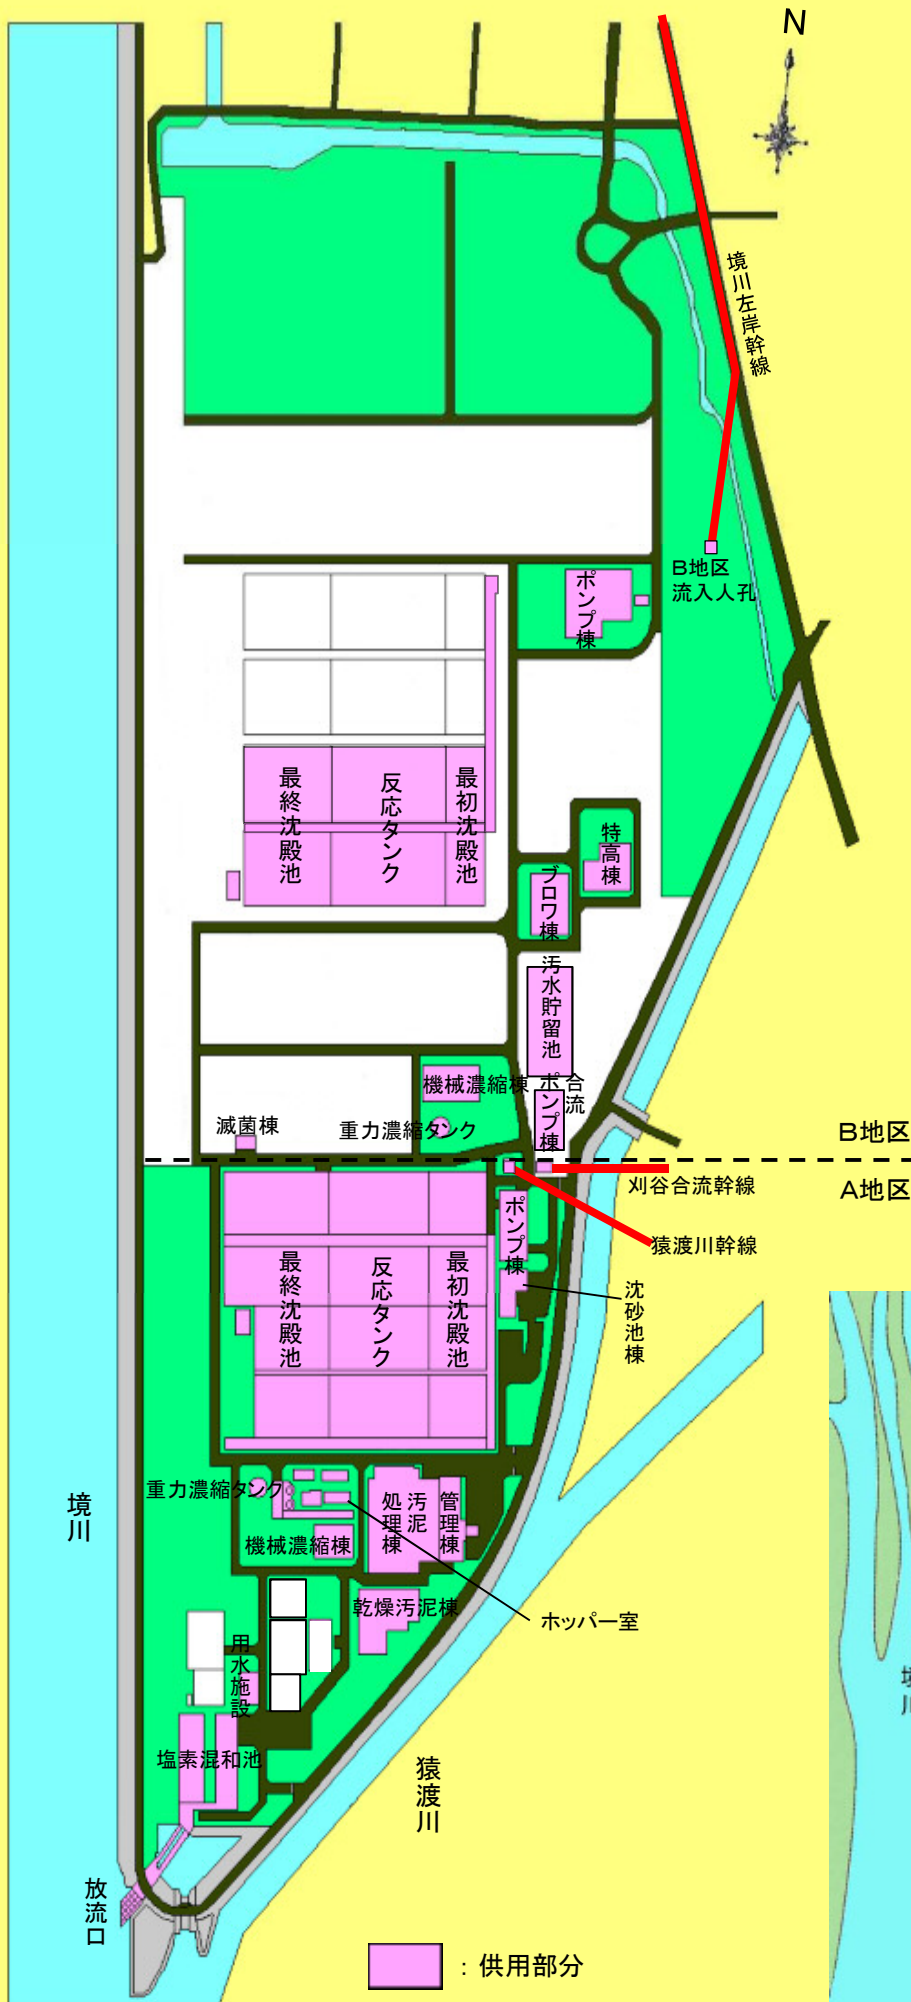 N
境川左岸幹線
B地区
流入人孔
ポンプ棟
最終沈殿池
反応タンク
最初沈殿池
特高棟
ブロワ棟
汚水貯留池
機械濃縮棟
合流
ポンプ棟
滅菌棟
重力濃縮タンク
B地区
A地区
刈谷合流幹線
猿渡川幹線
ポンプ棟
沈砂池棟
最終沈殿池
反応タンク
最初沈殿池
境川
重力濃縮タンク
機械濃縮棟
汚泥
処理棟
管理棟
乾燥汚泥棟
ホッパー室
用水施設
塩素混和池
猿渡川
放流口
：供用部分